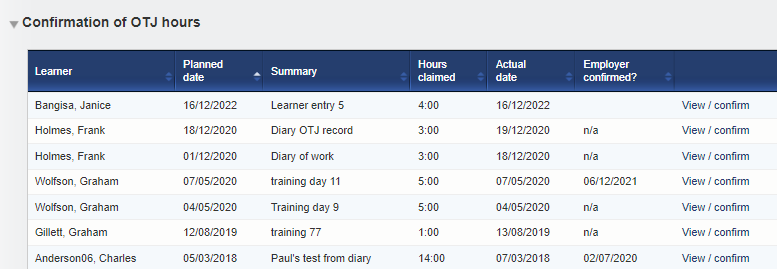 Confirmation of OTJ hours
Learner Planned date Summary Hours claimed Actual date Employer confirmed?
Bangisa, Janice 16/12/2022 Learner entry 5 4:00 16/12/2022 View / confirm
Holmes, Frank 18/12/2020 Diary OTJ record 3:00 19/12/2020 n/a View / confirm
Holmes, Frank 01/12/2020 Diary of work 3:00 18/12/2020 n/a View / confirm
Wolfson, Graham 07/05/2020 training day 11 5:00 07/05/2020 06/12/2021 View / confirm
Wolfson, Graham 04/05/2020 Training day 9 5:00 04/05/2020 n/a View / confirm
Gillett, Graham 12/08/2019 training 77 1:00 13/08/2019 n/a View / confirm
Anderson06, Charles 05/03/2018 Paul's test from diary 14:00 07/03/2018 02/07/2020 View / confirm